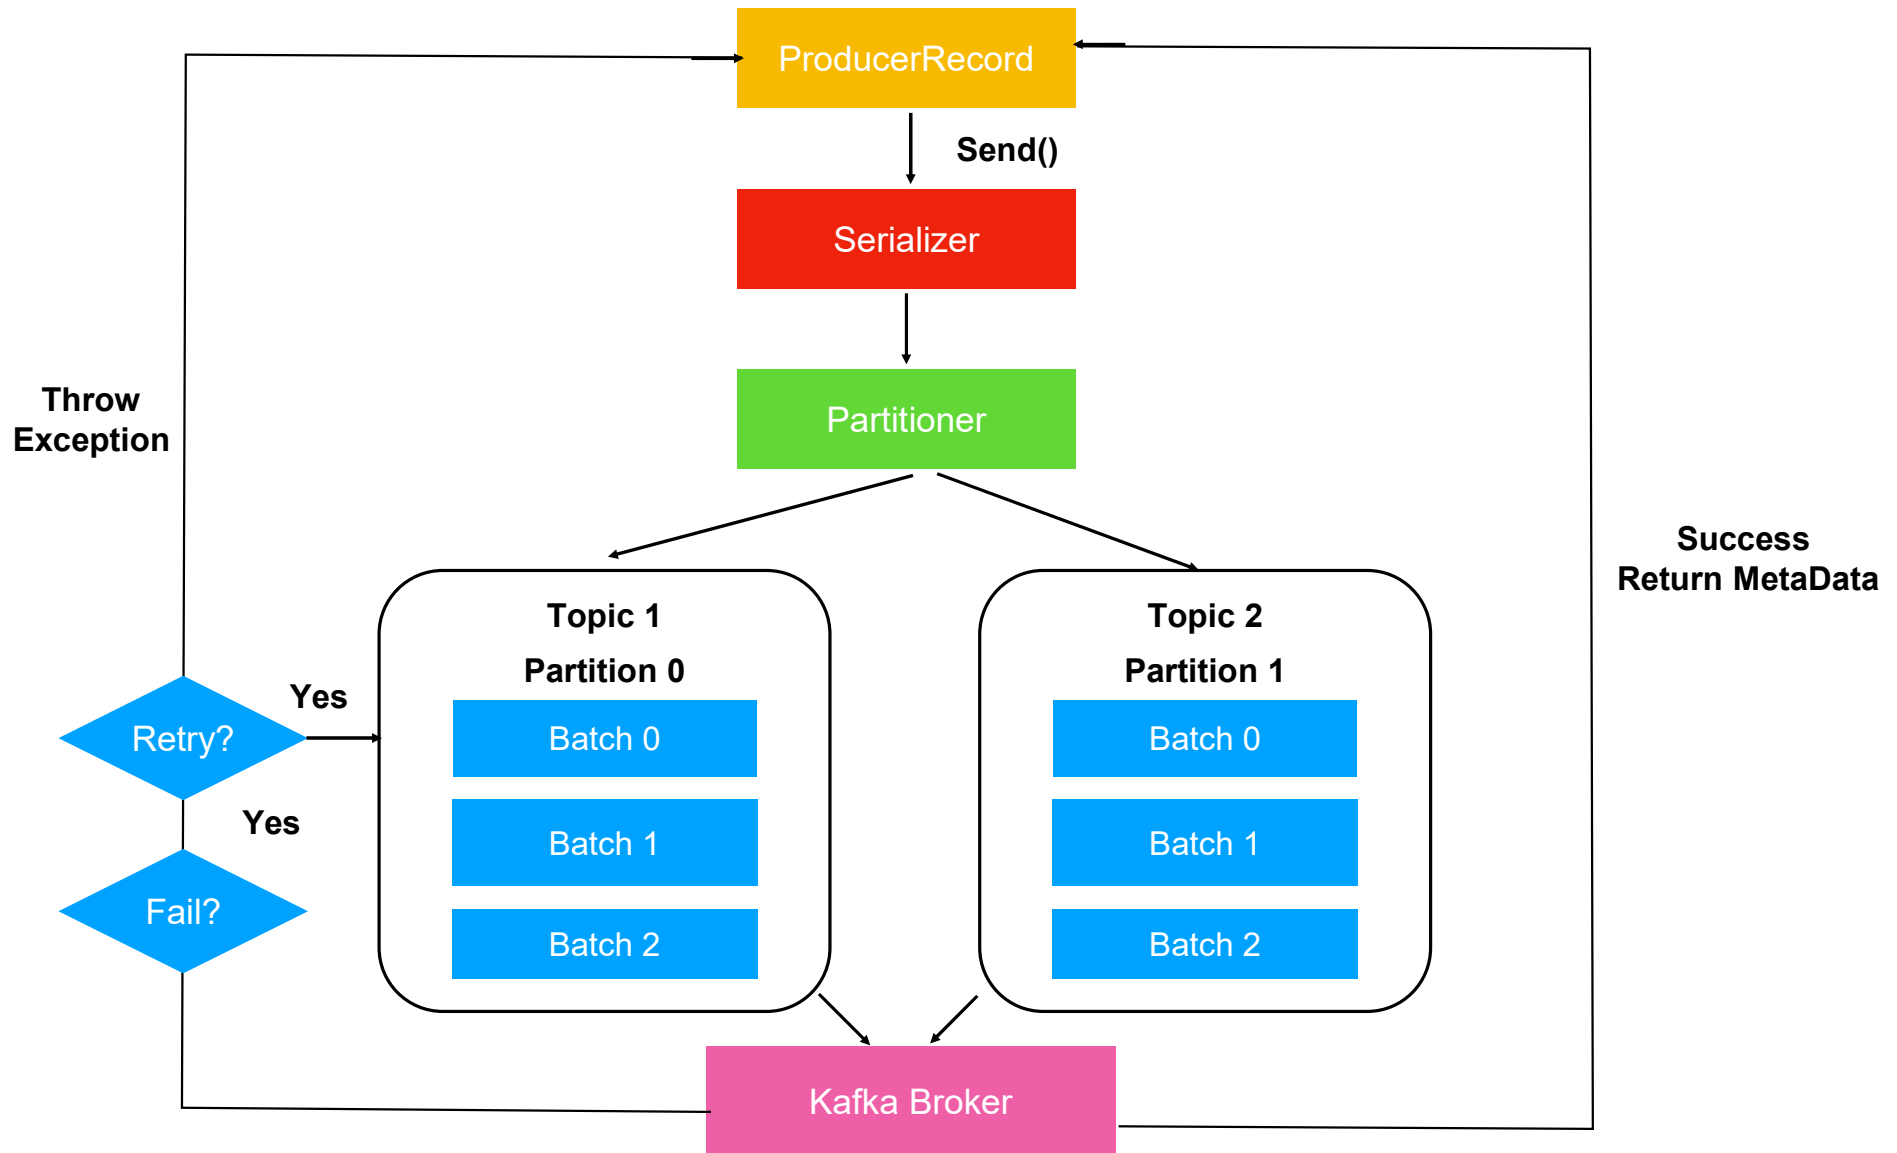 ProducerRecord
Send()
Serializer
Throw
Exception
Partitioner
Success
Return MetaData
Topic 1
Partition 0
Batch 0
Batch 1
Batch 2
Topic 2
Partition 1
Batch 0
Batch 1
Batch 2
Retry?
Yes
Yes
Fail?
Kafka Broker